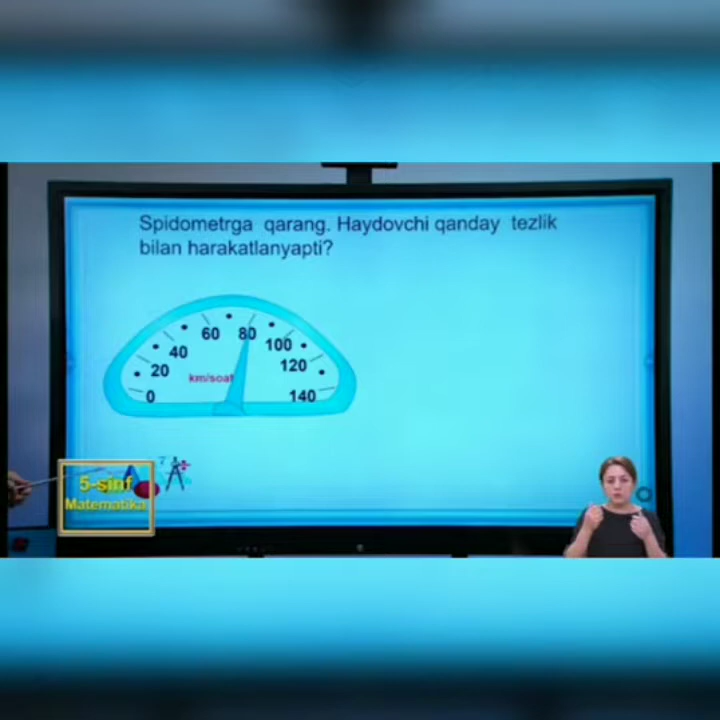 Spidometrga qarang. Haydovchi qanday tezlik
bilan harakatlanyapti?
60 80
40 100
20 120
km/soat
0 140
5-sinf
Matematika